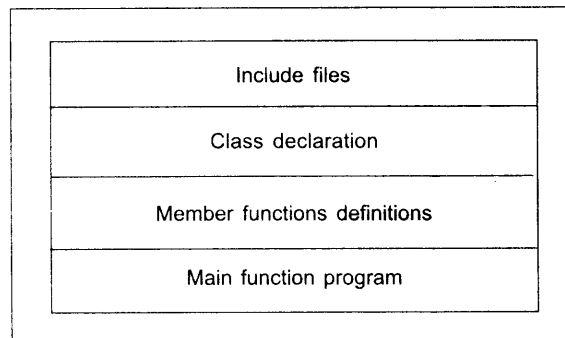 Include files
Class declaration
Member functions definitions
Main function program